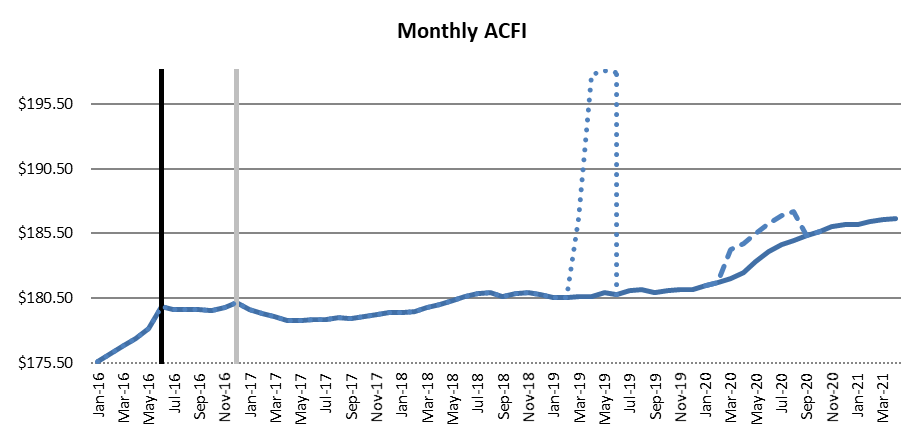 Monthly ACFI
$195.50
$190.50
$185.50
$180.50
$175.50
Jan-16
Mar-16
May-16
Jul-16
Sep-16
Nov-16
Jan-17
Mar-17
May-17
Jul-17
Sep-17
Nov-17
Jan-18
Mar-18
May-18
Jul-18
Sep-18
Nov-18
Jan-19
Mar-19
May-19
Jul-19
Sep-19
Nov-19
Jan-20
Mar-20
May-20
Jul-20
Sep-20
Nov-20
Jan-21
Mar-21